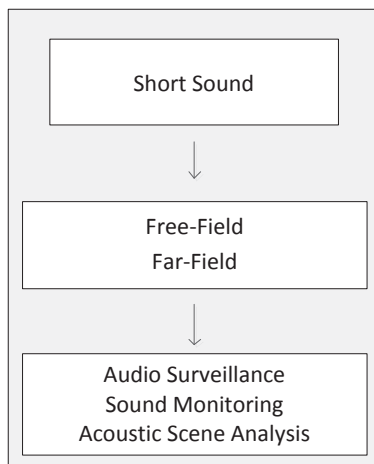 Short Sound
Free-Field
Far-Field
Audio Surveillance
Sound Monitoring
Acoustic Scene Analysis